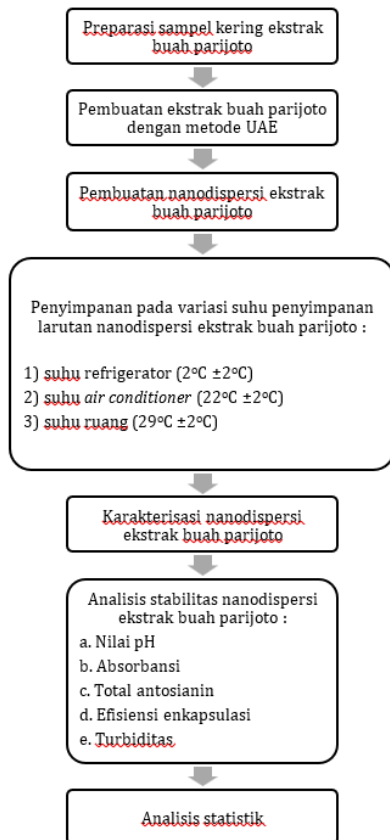 Preparasi sampel kering ekstrak
buah parijoto
Pembuatan ekstrak buah parijoto
dengan metode UAE
Pembuatan nanodispersi ekstrak
buah parijoto
Penyimpanan pada variasi suhu penyimpanan
larutan nanodispersi ekstrak buah parijoto :
1) suhu refrigerator (2°C ±2°C)
2) suhu air conditioner (22°C ±2°C)
3) suhu ruang (29°C ±2°C)
Karakterisasi nanodispersi
ekstrak buah parijoto
Analisis stabilitas nanodispersi
ekstrak buah parijoto :
a. Nilai pH
b. Absorbansi
c. Total antosianin
d. Efisiensi enkapsulasi
e. Turbiditas
Analisis statistik